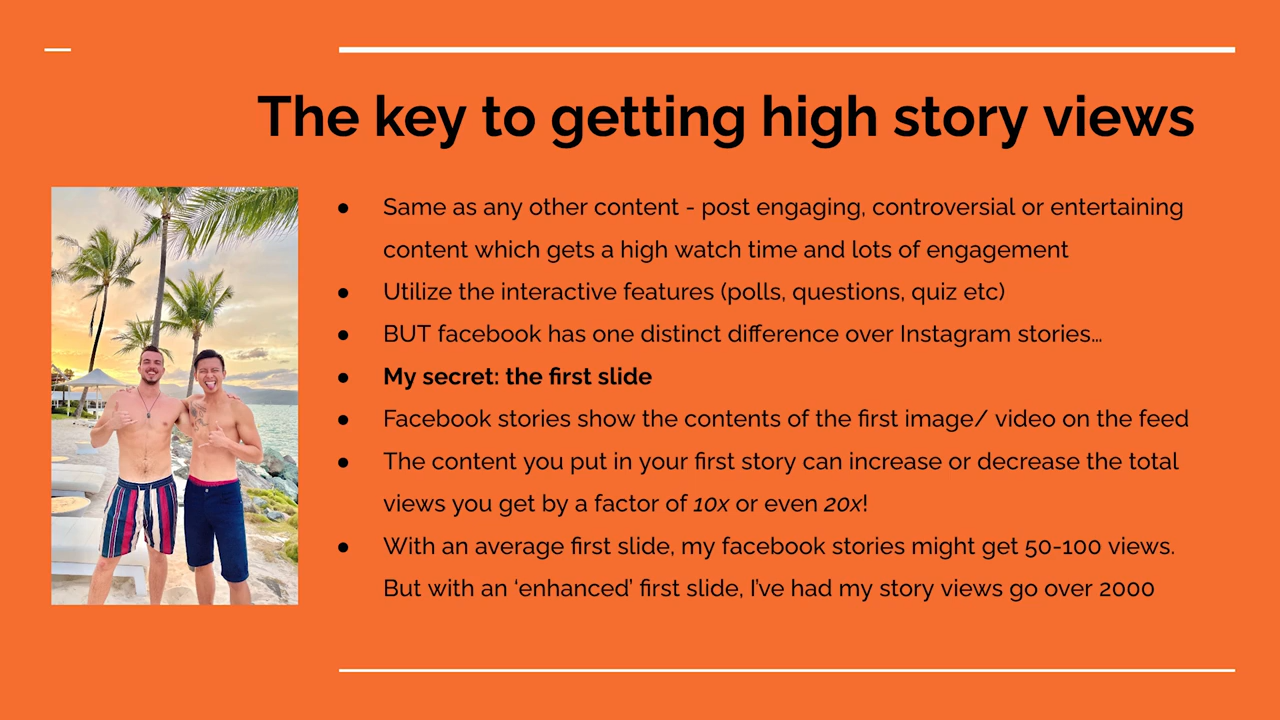 The key to getting high story views
● Same as any other content - post engaging, controversial or entertaining
content which gets a high watch time and lots of engagement
● Utilize the interactive features (polls, questions, quiz etc)
● BUT facebook has one distinct difference over Instagram stories…
● My secret: the first slide
● Facebook stories show the contents of the first image/ video on the feed
● The content you put in your first story can increase or decrease the total
views you get by a factor of 10x or even 20x!
● With an average first slide, my facebook stories might get 50-100 views.
But with an ‘enhanced’ first slide, I’ve had my story views go over 2000